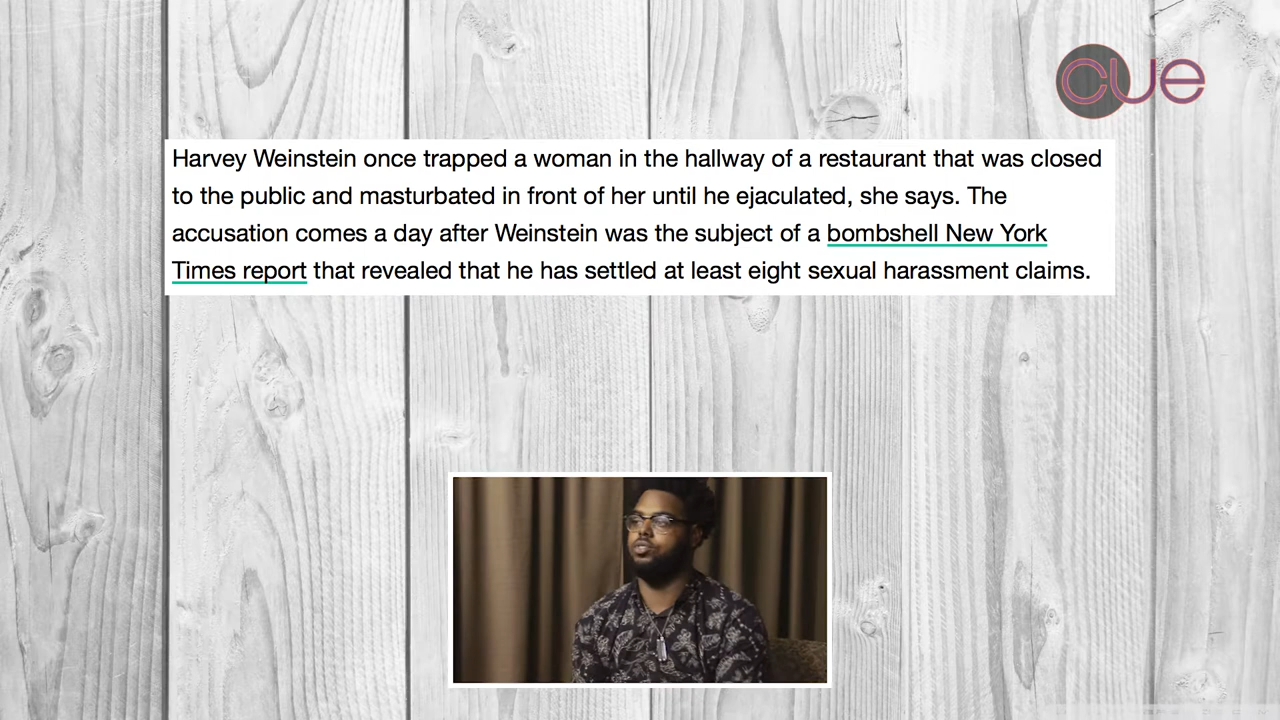 cue
Harvey Weinstein once trapped a woman in the hallway of a restaurant that was closed
to the public and masturbated in front of her until he ejaculated, she says. The
accusation comes a day after Weinstein was the subject of a bombshell New York
Times report that revealed that he has settled at least eight sexual harassment claims.